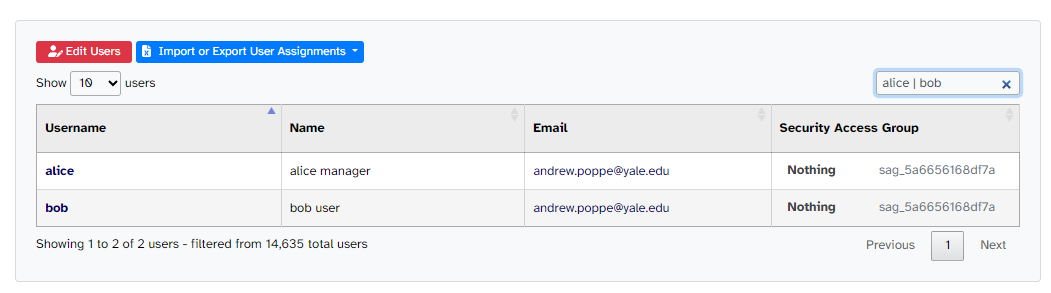 Edit Users Import or Export User Assignments
Show 10 users alice | bob
Username Name Email Security Access Group
alice alice manager andrew.poppe@yale.edu Nothing sag_5a6656168df7a
bob bob user andrew.poppe@yale.edu Nothing sag_5a6656168df7a
Showing 1 to 2 of 2 users - filtered from 14,635 total users Previous 1 Next